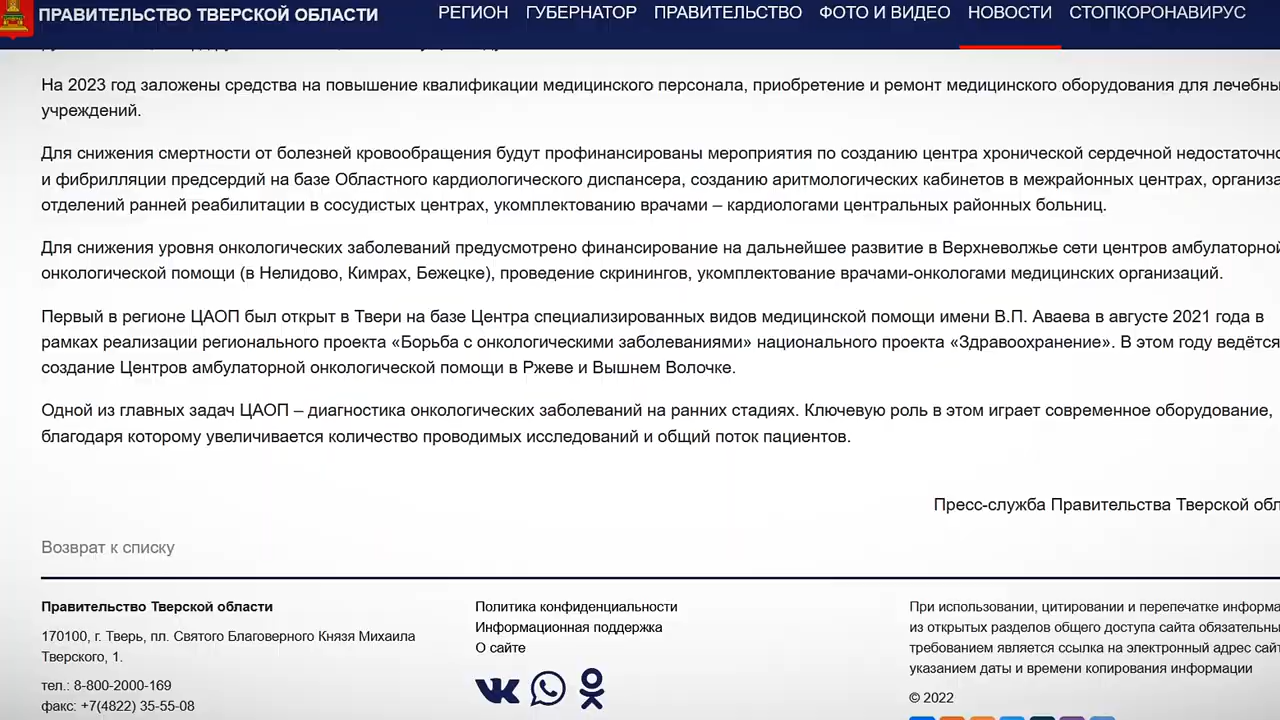 ПРАВИТЕЛЬСТВО ТВЕРСКОЙ ОБЛАСТИ
РЕГИОН ГУБЕРНАТОР ПРАВИТЕЛЬСТВО ФОТО И ВИДЕО НОВОСТИ СТОПКОРОНАВИРУС
На 2023 год заложены средства на повышение квалификации медицинского персонала, приобретение и ремонт медицинского оборудования для лечебны
учреждений.
Для снижения смертности от болезней кровообращения будут профинансированы мероприятия по созданию центра хронической сердечной недостаточно
и фибрилляции предсердий на базе Областного кардиологического диспансера, созданию аритмологических кабинетов в межрайонных центрах, организа
отделений ранней реабилитации в сосудистых центрах, укомплектованию врачами – кардиологами центральных районных больниц.
Для снижения уровня онкологических заболеваний предусмотрено финансирование на дальнейшее развитие в Верхневолжье сети центров амбулаторной
онкологической помощи (в Нелидово, Кимрах, Бежецке), проведение скринингов, укомплектование врачами-онкологами медицинских организаций.
Первый в регионе ЦАОП был открыт в Твери на базе Центра специализированных видов медицинской помощи имени В.П. Аваева в августе 2021 года в
рамках реализации регионального проекта «Борьба с онкологическими заболеваниями» национального проекта «Здравоохранение». В этом году ведётся
создание Центров амбулаторной онкологической помощи в Ржеве и Вышнем Волочке.
Одной из главных задач ЦАОП – диагностика онкологических заболеваний на ранних стадиях. Ключевую роль в этом играет современное оборудование,
благодаря которому увеличивается количество проводимых исследований и общий поток пациентов.
Пресс-служба Правительства Тверской обл
Возврат к списку
Правительство Тверской области
170100, г. Тверь, пл. Святого Благоверного Князя Михаила
Тверского, 1.
тел.: 8-800-2000-169
факс: +7(4822) 35-55-08
Политика конфиденциальности
Информационная поддержка
О сайте
При использовании, цитировании и перепечатке информа
из открытых разделов общего доступа сайта обязательны
требованием является ссылка на электронный адрес сайт
указанием даты и времени копирования информации
© 2022